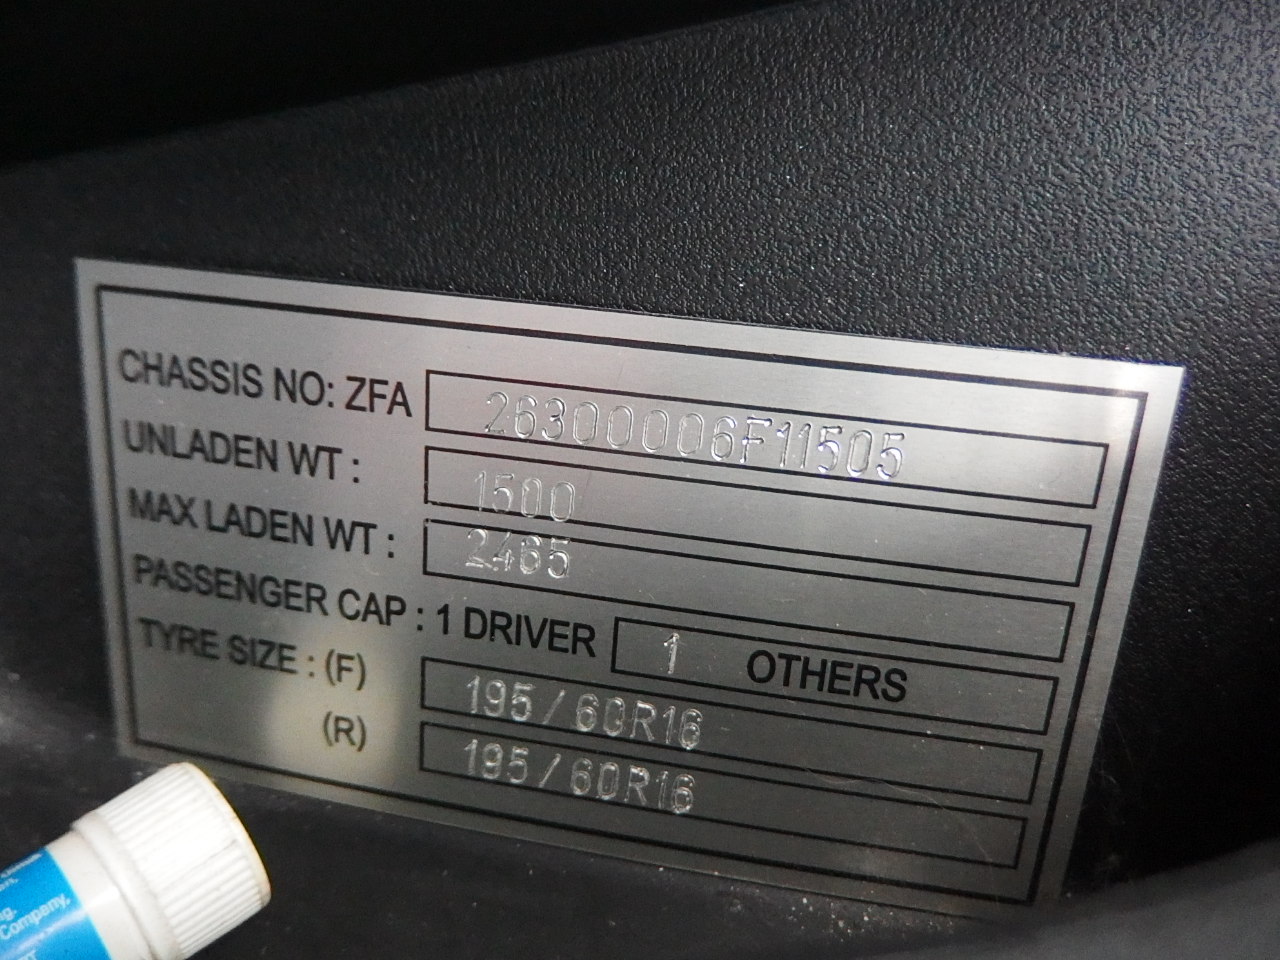 CHASSIS NO: ZFA 26300006F11505
UNLADEN WT : 1500
MAX LADEN WT : 2465
PASSENGER CAP : 1 DRIVER 1 OTHERS
TYRE SIZE : (F) 195/60R16
(R) 195/60R16
Company,